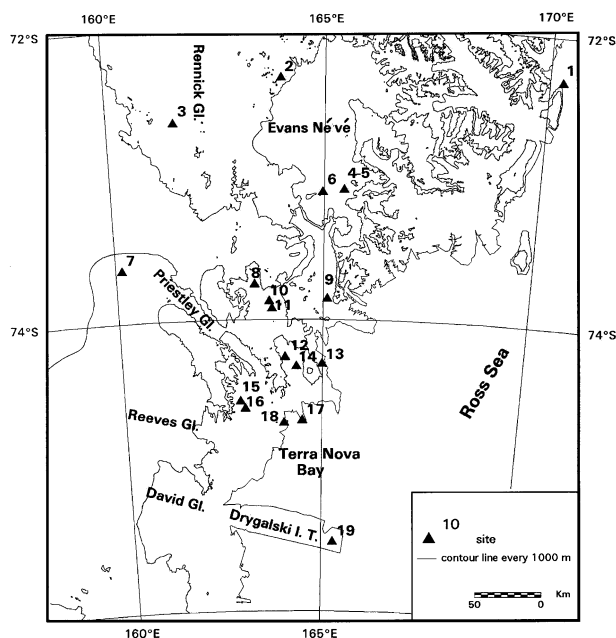 160°E 165°E 170°E
72°S 72°S
Rennick Gl.
2
1
3
Evans Névé
6 4-5
7
8
9
10
11
Priestley Gl.
74°S 74°S
12
14 13
15
16
17
18
Reeves Gl.
Ross Sea
Terra Nova
Bay
David Gl.
Drygalski I. T.
19
10
site
contour line every 1000 m
50 0 Km
160°E 165°E